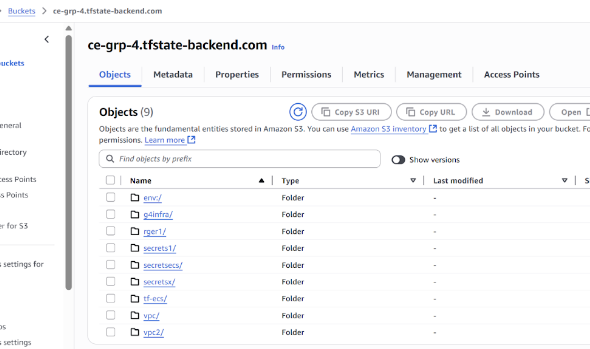 Buckets > ce-grp-4.tfstate-backend.com
ce-grp-4.tfstate-backend.com Info
Objects Metadata Properties Permissions Metrics Management Access Points
Objects (9)
Copy S3 URI Copy URL Download Open
Objects are the fundamental entities stored in Amazon S3. You can use Amazon S3 inventory to get a list of all objects in your bucket. Fo
permissions. Learn more
Find objects by prefix Show versions
Name Type Last modified S
env:/ Folder -
g4infra/ Folder -
rger1/ Folder -
secrets1/ Folder -
secretsecs/ Folder -
secretsx/ Folder -
tf-ecs/ Folder -
vpc/ Folder -
vpc2/ Folder -
uckets
eneral
irectory
cess Points
s Points
er for S3
s settings for
s settings